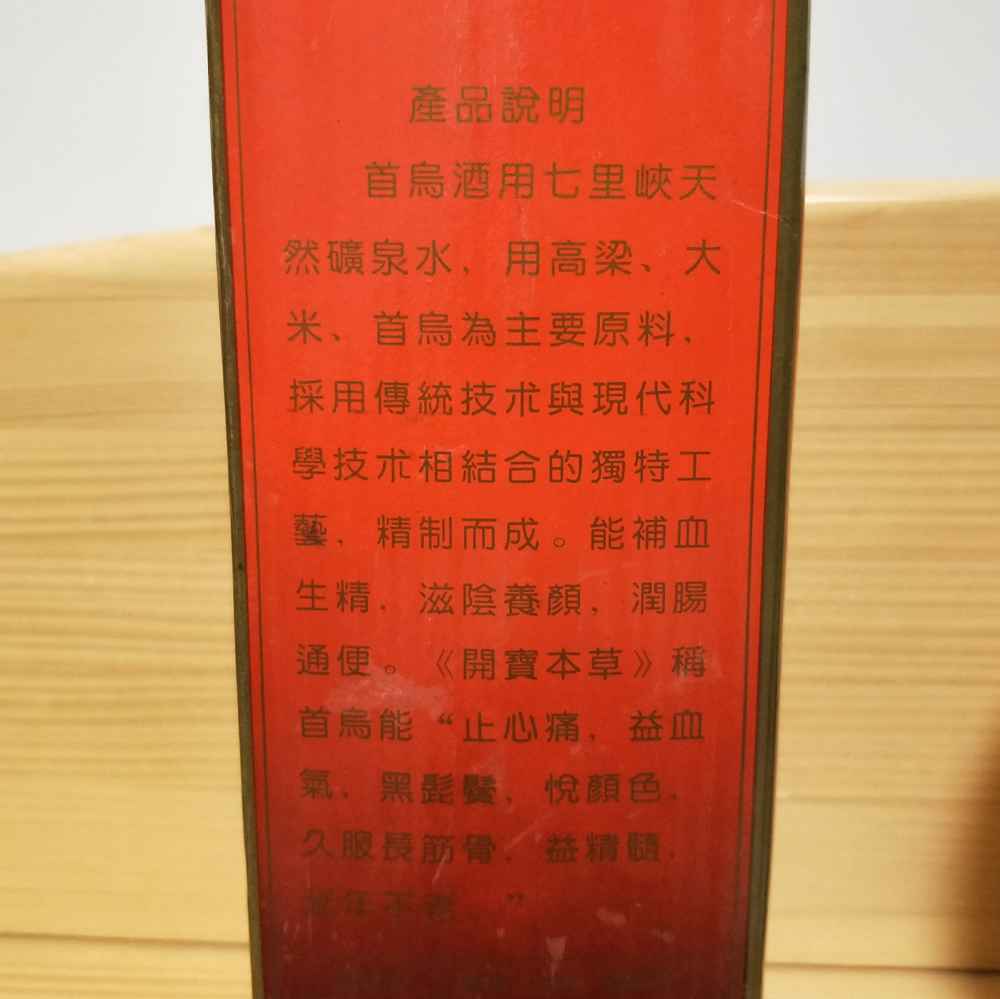 產品說明
首烏酒用七里峽天
然礦泉水，用高梁、大
米、首烏為主要原料，
採用傳統技术與現代科
學技术相結合的獨特工
藝，精制而成。能補血
生精，滋陰養顏，潤腸
通便。《開寶本草》稱
首烏能“止心痛，益血
氣，黑髭鬢，悅顏色，
久服長筋骨，益精髓，
年不老”